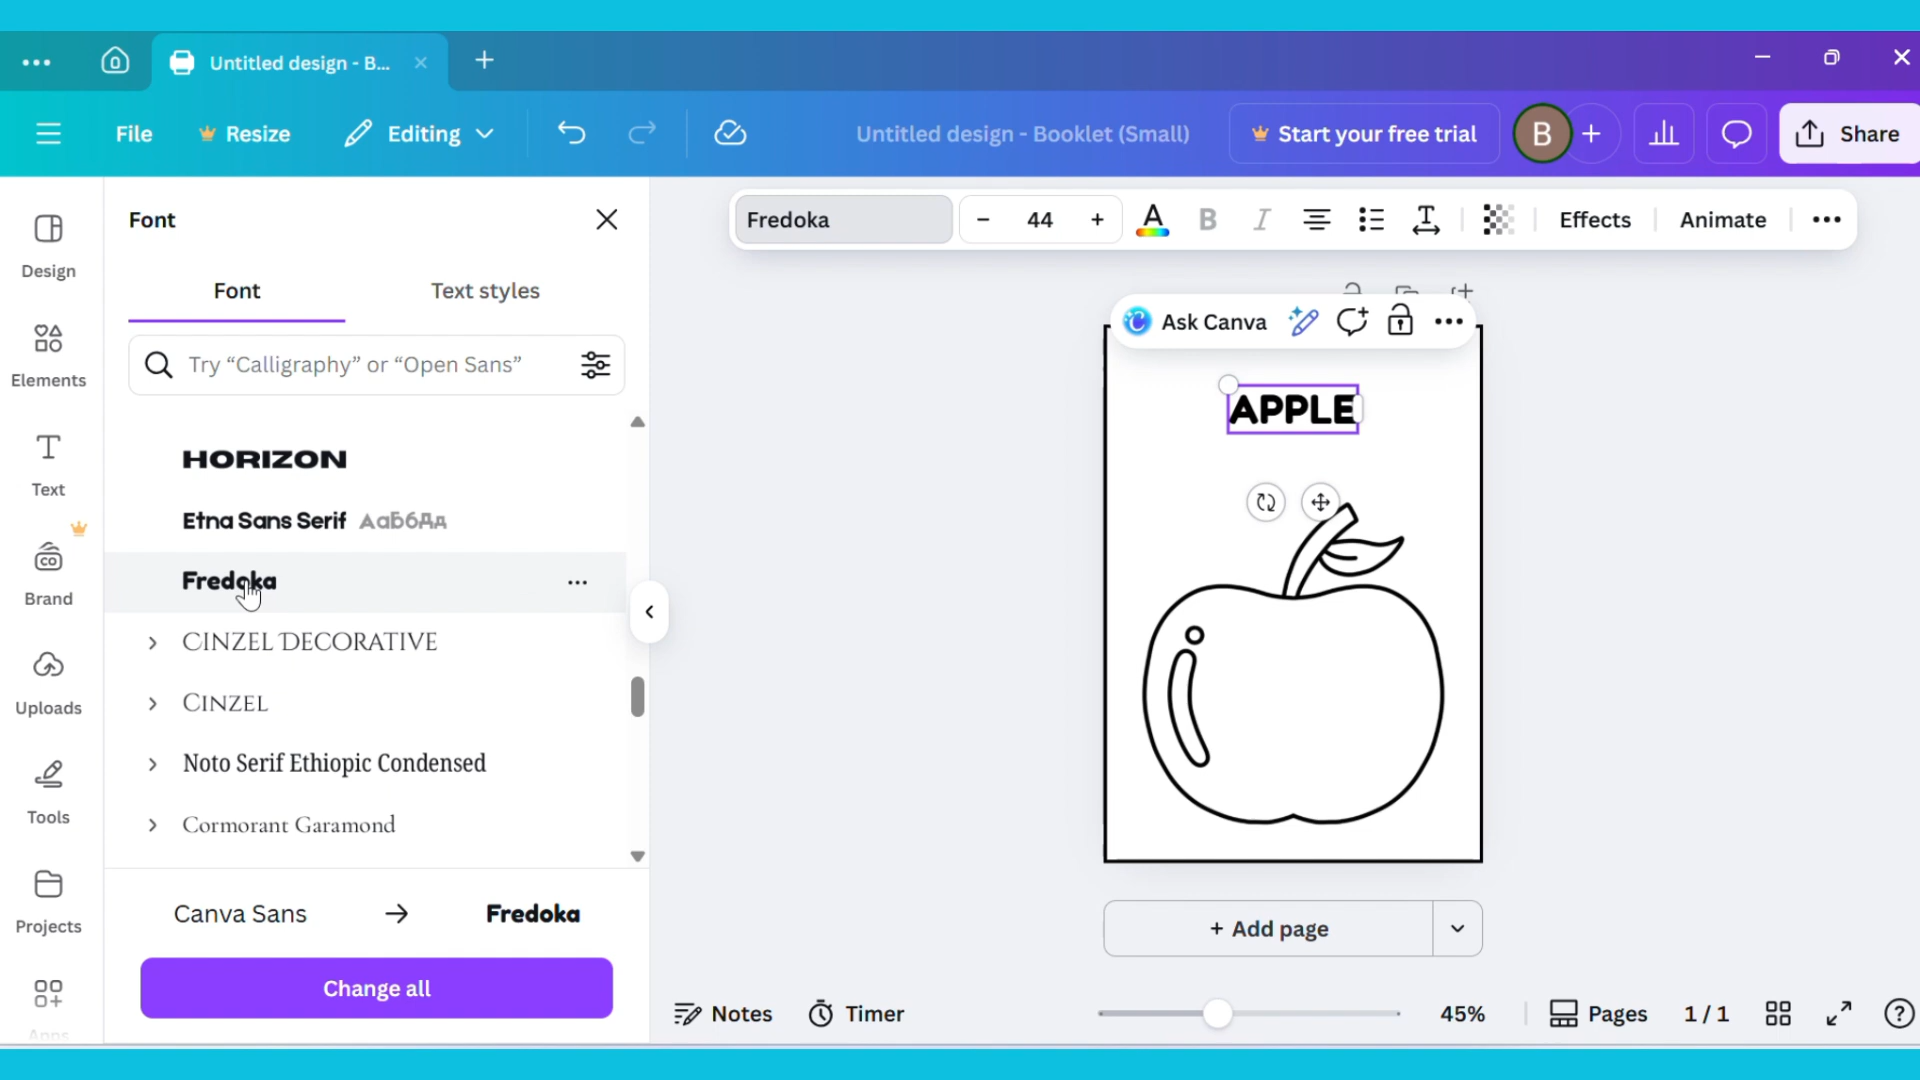 Untitled design - B...
File
Resize
Editing
Untitled design - Booklet (Small)
Start your free trial
B
Share
Design
Elements
Text
Brand
Uploads
Tools
Projects
Apps
Font
Font
Text styles
Try “Calligraphy” or “Open Sans”
HORIZON
Etna Sans Serif АаБбДд
Fredoka
CINZEL DECORATIVE
CINZEL
Noto Serif Ethiopic Condensed
Cormorant Garamond
Canva Sans → Fredoka
Change all
Fredoka
- 44 +
A B I T
Effects
Animate
Ask Canva
APPLE
+ Add page
Notes
Timer
45%
Pages
1 / 1
?